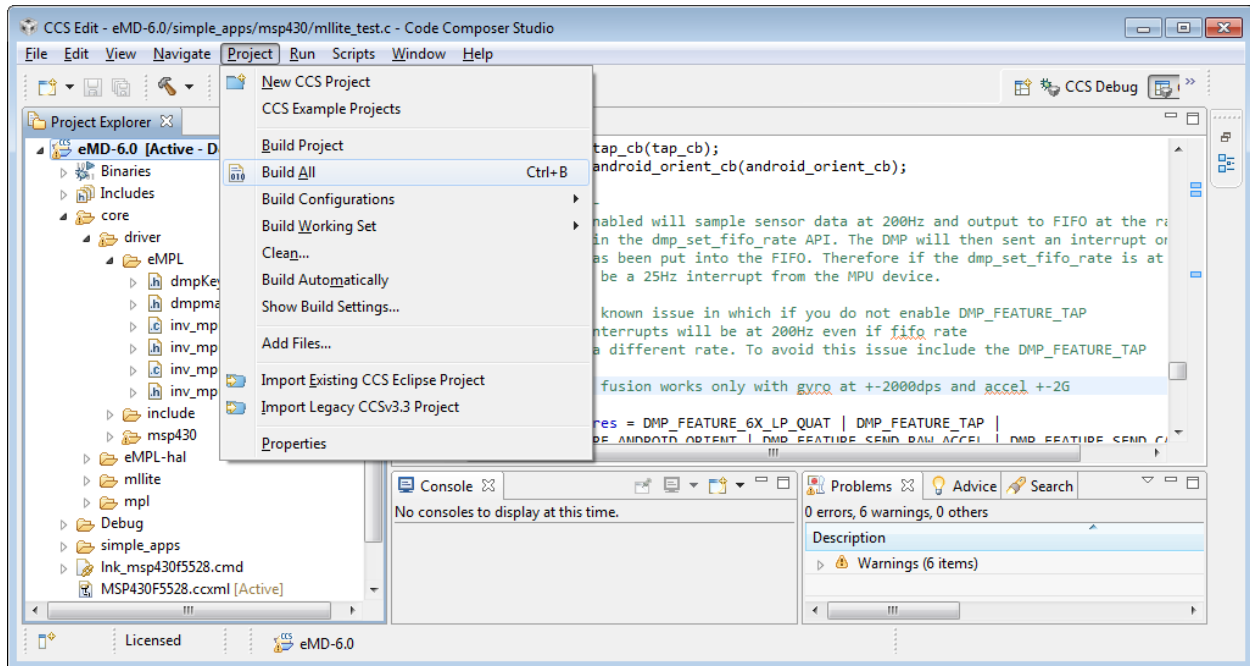 CCS Edit - eMD-6.0/simple_apps/msp430/mllite_test.c - Code Composer Studio
File Edit View Navigate Project Run Scripts Window Help
CCS Debug
New CCS Project
CCS Example Projects
Build Project
Build All Ctrl+B
Build Configurations
Build Working Set
Clean...
Build Automatically
Show Build Settings...
Add Files...
Import Existing CCS Eclipse Project
Import Legacy CCSv3.3 Project
Properties
Project Explorer
eMD-6.0 [Active - D
Binaries
Includes
core
driver
eMPL
dmpKey
dmpma
inv_mp
inv_mp
inv_mp
inv_mp
include
msp430
eMPL-hal
mllite
mpl
Debug
simple_apps
lnk_msp430f5528.cmd
MSP430F5528.ccxml [Active]
tap_cb(tap_cb);
android_orient_cb(android_orient_cb);
nabled will sample sensor data at 200Hz and output to FIFO at the ra
in the dmp_set_fifo_rate API. The DMP will then sent an interrupt on
as been put into the FIFO. Therefore if the dmp_set_fifo_rate is at
be a 25Hz interrupt from the MPU device.
known issue in which if you do not enable DMP_FEATURE_TAP
nterrupts will be at 200Hz even if fifo rate
a different rate. To avoid this issue include the DMP_FEATURE_TAP
fusion works only with gyro at +-2000dps and accel +-2G
res = DMP_FEATURE_6X_LP_QUAT | DMP_FEATURE_TAP |
RE_ANDROID_ORIENT | DMP_FEATURE_SEND_RAW_ACCEL | DMP_FEATURE_SEND_CA
Console
No consoles to display at this time.
Problems Advice Search
0 errors, 6 warnings, 0 others
Description
Warnings (6 items)
Licensed eMD-6.0